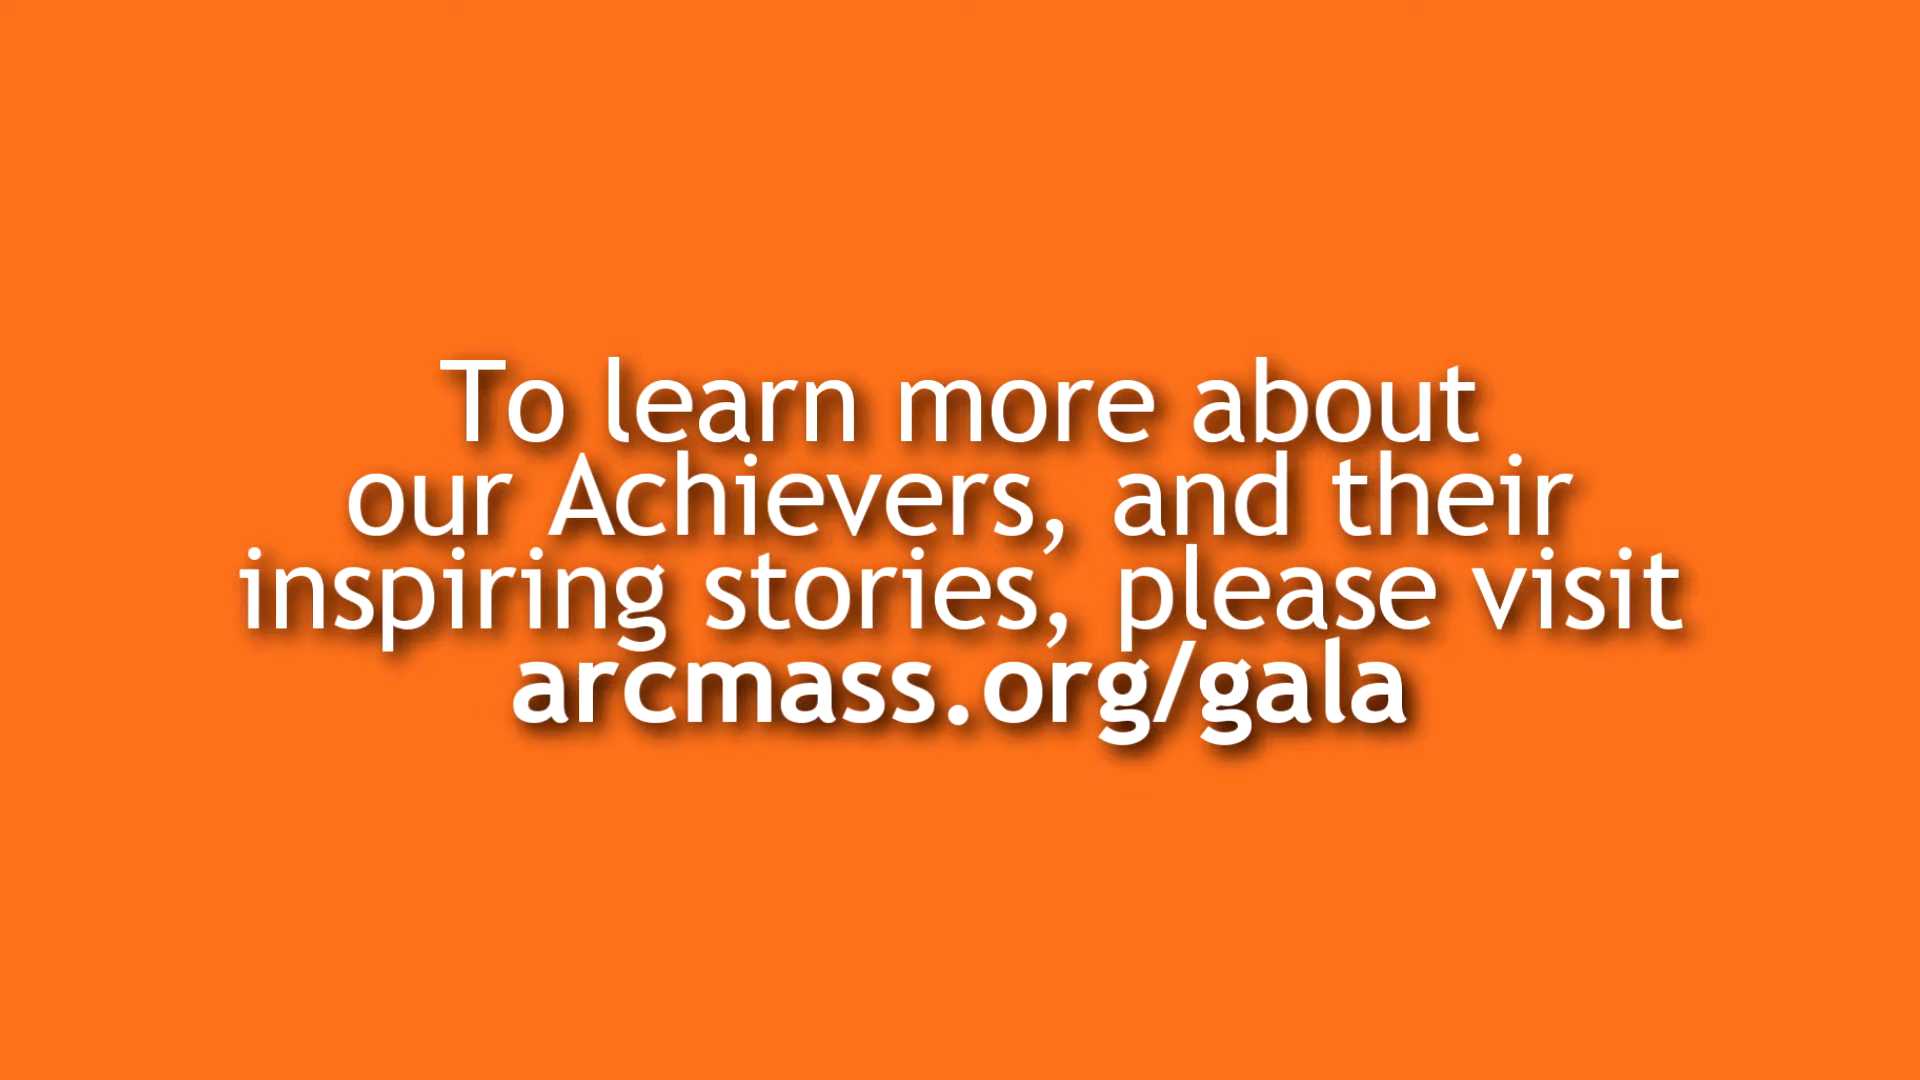 To learn more about
our Achievers, and their
inspiring stories, please visit
arcmass.org/gala